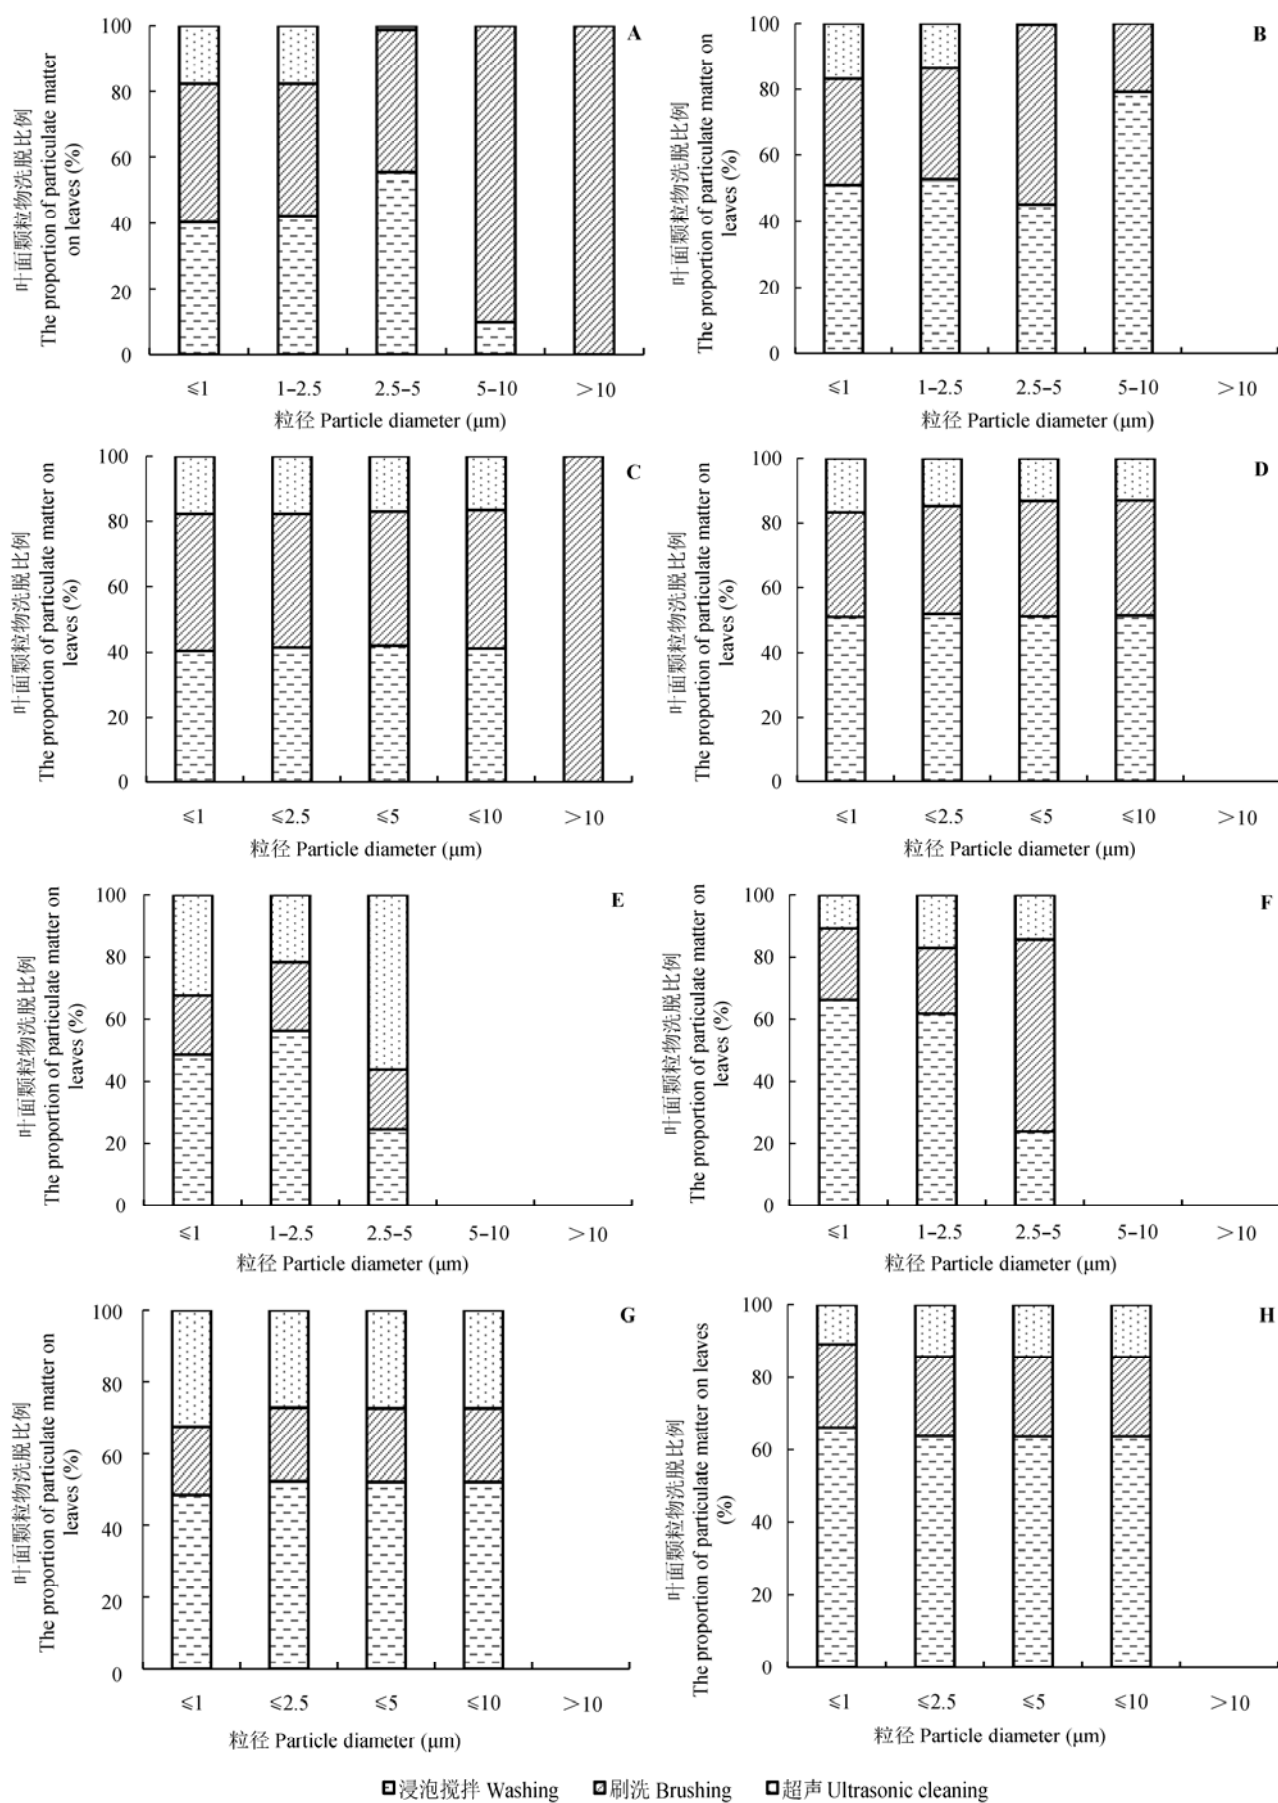 叶面颗粒物洗脱比例
The proportion of particulate matter
on leaves (%)
100
80
60
40
20
0
A
≤1 1-2.5 2.5-5 5-10 >10
粒径 Particle diameter (μm)
叶面颗粒物洗脱比例
The proportion of particulate matter on
leaves (%)
100
80
60
40
20
0
B
≤1 1-2.5 2.5-5 5-10 >10
粒径 Particle diameter (μm)
叶面颗粒物洗脱比例
The proportion of particulate matter on
leaves (%)
100
80
60
40
20
0
C
≤1 ≤2.5 ≤5 ≤10 >10
粒径 Particle diameter (μm)
叶面颗粒物洗脱比例
The proportion of particulate matter on
leaves (%)
100
80
60
40
20
0
D
≤1 ≤2.5 ≤5 ≤10 >10
粒径 Particle diameter (μm)
叶面颗粒物洗脱比例
The proportion of particulate matter on
leaves (%)
100
80
60
40
20
0
E
≤1 1-2.5 2.5-5 5-10 >10
粒径 Particle diameter (μm)
叶面颗粒物洗脱比例
The proportion of particulate matter on
leaves (%)
100
80
60
40
20
0
F
≤1 1-2.5 2.5-5 5-10 >10
粒径 Particle diameter (μm)
叶面颗粒物洗脱比例
The proportion of particulate matter on
leaves (%)
100
80
60
40
20
0
G
≤1 ≤2.5 ≤5 ≤10 >10
粒径 Particle diameter (μm)
叶面颗粒物洗脱比例
The proportion of particulate matter on leaves
(%)
100
80
60
40
20
0
H
≤1 ≤2.5 ≤5 ≤10 >10
粒径 Particle diameter (μm)
浸泡搅拌 Washing 刷洗 Brushing 超声 Ultrasonic cleaning